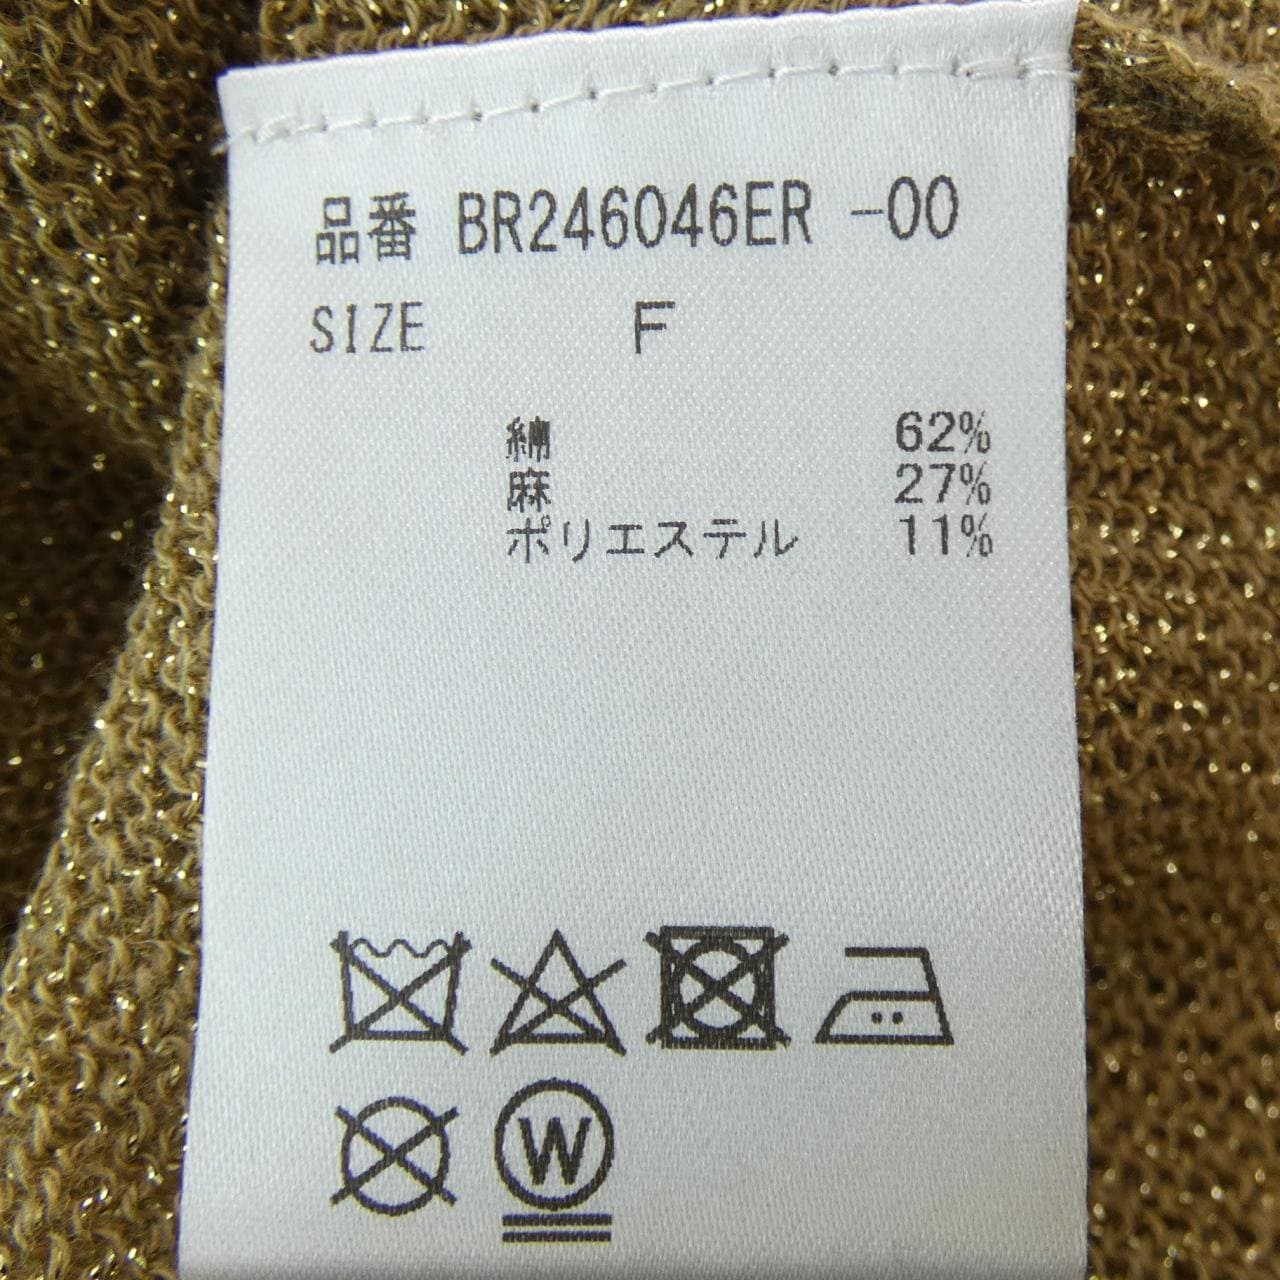 品番 BR246046ER -00
SIZE F
綿 62%
麻 27%
ポリエステル 11%
W